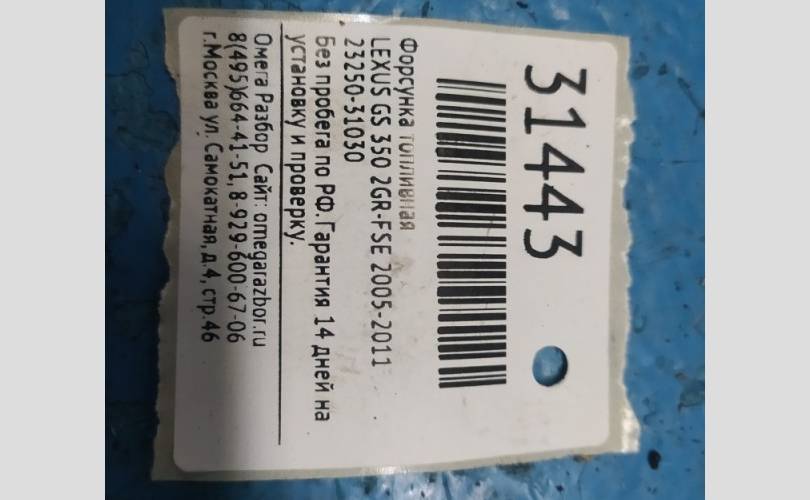 31443
Форсунка топливная
LEXUS GS 350 2GR-FSE 2005-2011
23250-31030
Без пробега по РФ. Гарантия 14 дней на
установку и проверку.
Омега Разбор Сайт: omegarazbor.ru
8(495)664-41-51, 8-929-600-67-06
г.Москва ул. Самокатная, д.4, стр.46